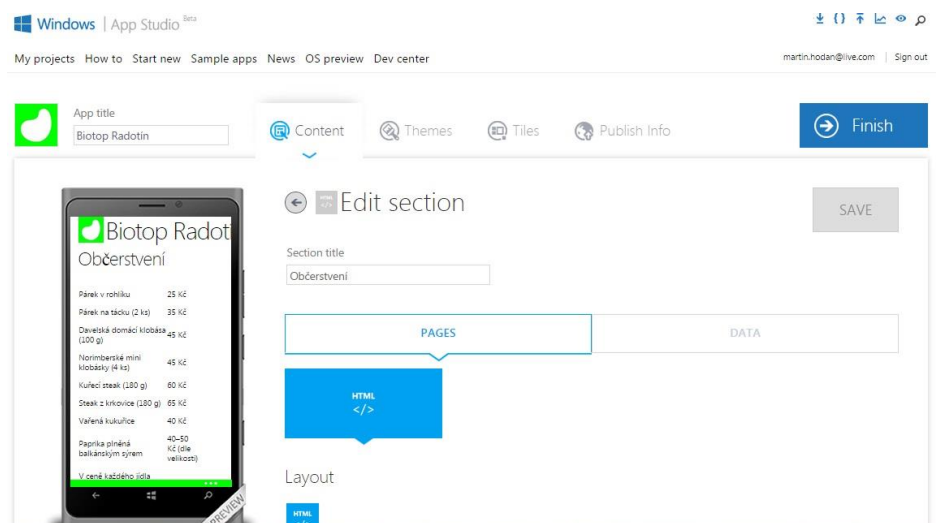 Windows | App Studio Beta
My projects How to Start new Sample apps News OS preview Dev center
martin.hodan@live.com | Sign out
App title
Biotop Radotín
Content
Themes
Tiles
Publish Info
Finish
Biotop Radotí
Občerstvení
Párek v rohlíku 25 Kč
Párek na tácku (2 ks) 35 Kč
Davelská domácí klobása
(100 g) 45 Kč
Norimberské mini
klobásky (4 ks) 45 Kč
Kuřecí steak (180 g) 60 Kč
Steak z krkovice (180 g) 65 Kč
Vařená kukuřice 40 Kč
Paprika plněná
balkánským sýrem
40–50
Kč (dle
velikosti)
V ceně každého jídla
PREVIEW
HTML
</>
Edit section
SAVE
Section title
Občerstvení
PAGES
DATA
HTML
</>
Layout
HTML
</>